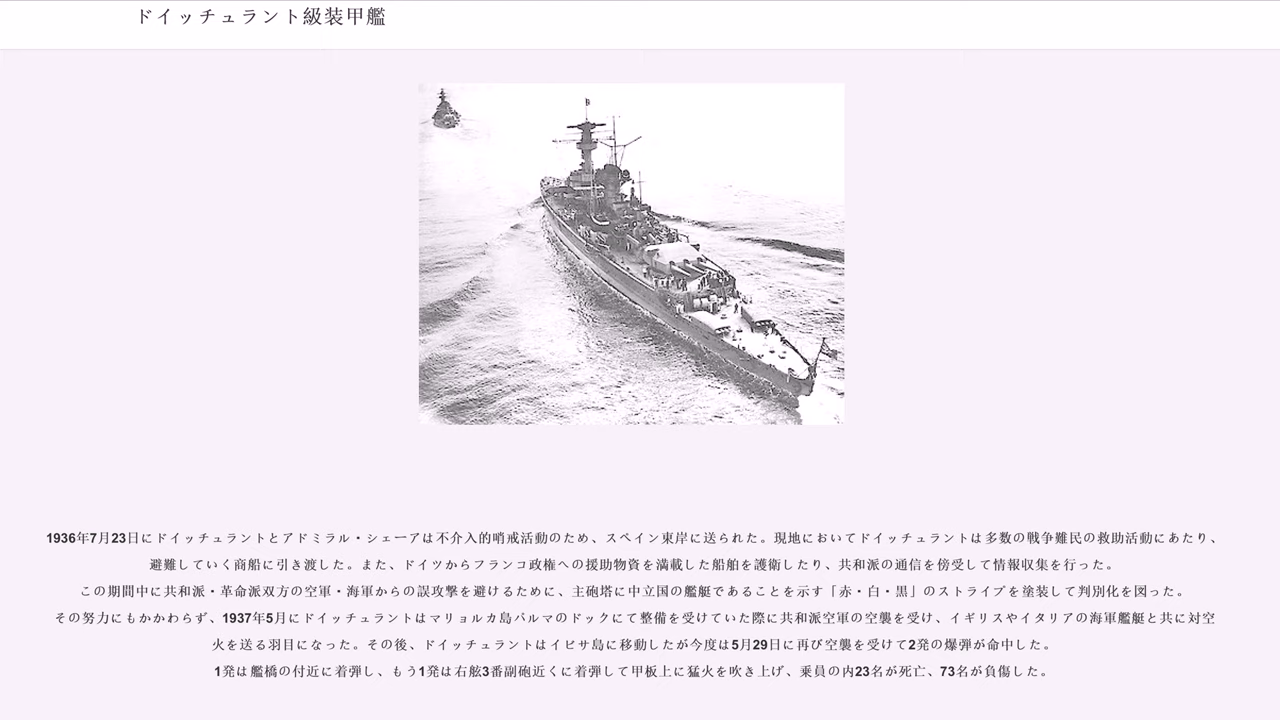 ドイッチュラント級装甲艦
1936年7月23日にドイッチュラントとアドミラル・シェーアは不介入的哨戒活動のため、スペイン東岸に送られた。現地においてドイッチュラントは多数の戦争難民の救助活動にあたり、
避難していく商船に引き渡した。また、ドイツからフランコ政権への援助物資を満載した船舶を護衛したり、共和派の通信を傍受して情報収集を行った。
この期間中に共和派・革命派双方の空軍・海軍からの誤攻撃を避けるために、主砲塔に中立国の艦艇であることを示す「赤・白・黒」のストライプを塗装して判別化を図った。
その努力にもかかわらず、1937年5月にドイッチュラントはマリョルカ島パルマのドックにて整備を受けていた際に共和派空軍の空襲を受け、イギリスやイタリアの海軍艦艇と共に対空
火を送る羽目になった。その後、ドイッチュラントはイビサ島に移動したが今度は5月29日に再び空襲を受けて2発の爆弾が命中した。
1発は艦橋の付近に着弾し、もう1発は右舷3番副砲近くに着弾して甲板上に猛火を吹き上げ、乗員の内23名が死亡、73名が負傷した。